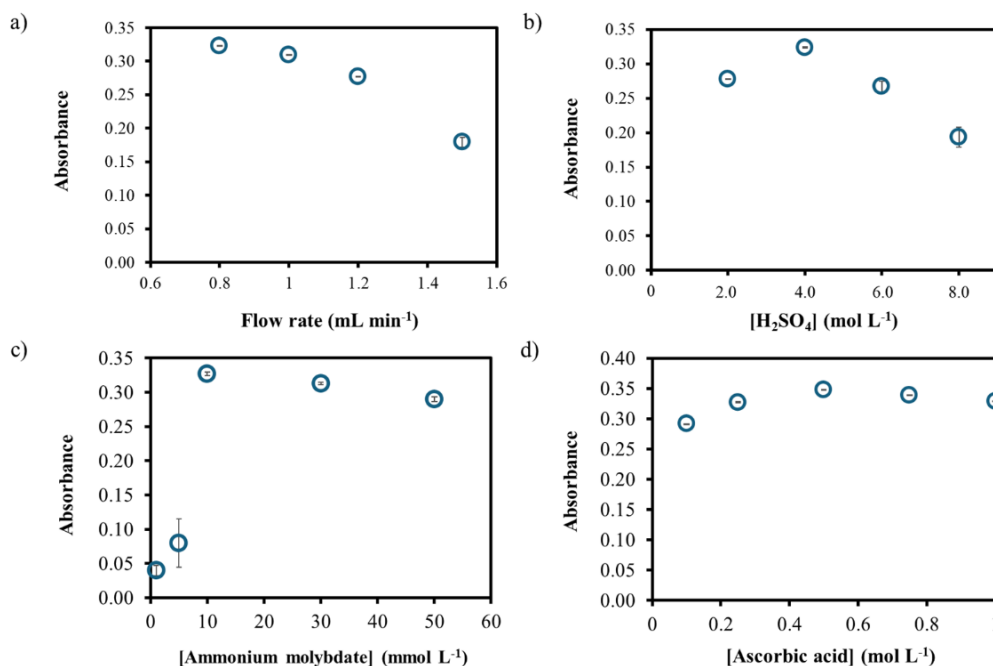 a)
0.35
0.30
0.25
0.20
0.15
0.10
0.05
0.00
Absorbance
0.6 0.8 1 1.2 1.4 1.6
Flow rate (mL min⁻¹)
b)
0.35
0.30
0.25
0.20
0.15
0.10
0.05
0.00
Absorbance
0 2.0 4.0 6.0 8.0
[H₂SO₄] (mol L⁻¹)
c)
0.35
0.30
0.25
0.20
0.15
0.10
0.05
0.00
Absorbance
0 10 20 30 40 50 60
[Ammonium molybdate] (mmol L⁻¹)
d)
0.40
0.35
0.30
0.25
0.20
0.15
0.10
0.05
0.00
Absorbance
0 0.2 0.4 0.6 0.8
[Ascorbic acid] (mol L⁻¹)